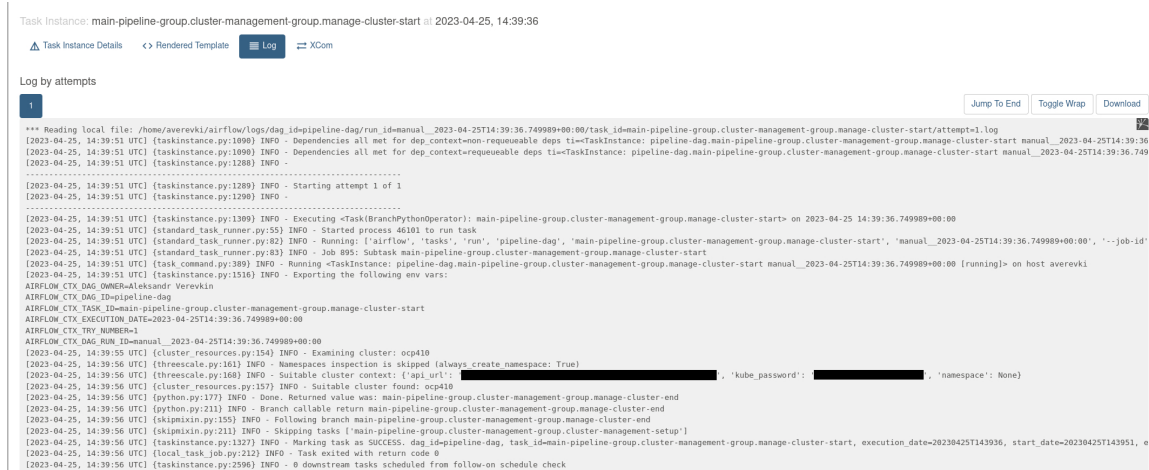 Task Instance: main-pipeline-group.cluster-management-group.manage-cluster-start at 2023-04-25, 14:39:36
Task Instance Details <> Rendered Template Log XCom
Log by attempts
1 Jump To End Toggle Wrap Download
*** Reading local file: /home/averevki/airflow/logs/dag_id=pipeline-dag/run_id=manual__2023-04-25T14:39:36.749989+00:00/task_id=main-pipeline-group.cluster-management-group.manage-cluster-start/attempt=1.log
[2023-04-25, 14:39:51 UTC] {taskinstance.py:1090} INFO - Dependencies all met for dep_context=non-requeueable deps ti=<TaskInstance: pipeline-dag.main-pipeline-group.cluster-management-group.manage-cluster-start manual__2023-04-25T14:39:36
[2023-04-25, 14:39:51 UTC] {taskinstance.py:1090} INFO - Dependencies all met for dep_context=requeueable deps ti=<TaskInstance: pipeline-dag.main-pipeline-group.cluster-management-group.manage-cluster-start manual__2023-04-25T14:39:36.749
[2023-04-25, 14:39:51 UTC] {taskinstance.py:1288} INFO -
--------------------------------------------------------------------------------
[2023-04-25, 14:39:51 UTC] {taskinstance.py:1289} INFO - Starting attempt 1 of 1
[2023-04-25, 14:39:51 UTC] {taskinstance.py:1290} INFO -
--------------------------------------------------------------------------------
[2023-04-25, 14:39:51 UTC] {taskinstance.py:1309} INFO - Executing <Task(BranchPythonOperator): main-pipeline-group.cluster-management-group.manage-cluster-start> on 2023-04-25 14:39:36.749989+00:00
[2023-04-25, 14:39:51 UTC] {standard_task_runner.py:55} INFO - Started process 46101 to run task
[2023-04-25, 14:39:51 UTC] {standard_task_runner.py:82} INFO - Running: ['airflow', 'tasks', 'run', 'pipeline-dag', 'main-pipeline-group.cluster-management-group.manage-cluster-start', 'manual__2023-04-25T14:39:36.749989+00:00', '--job-id'
[2023-04-25, 14:39:51 UTC] {standard_task_runner.py:83} INFO - Job 895: Subtask main-pipeline-group.cluster-management-group.manage-cluster-start
[2023-04-25, 14:39:51 UTC] {task_command.py:389} INFO - Running <TaskInstance: pipeline-dag.main-pipeline-group.cluster-management-group.manage-cluster-start manual__2023-04-25T14:39:36.749989+00:00 [running]> on host averevki
[2023-04-25, 14:39:51 UTC] {taskinstance.py:1516} INFO - Exporting the following env vars:
AIRFLOW_CTX_DAG_OWNER=Aleksandr Verevkin
AIRFLOW_CTX_DAG_ID=pipeline-dag
AIRFLOW_CTX_TASK_ID=main-pipeline-group.cluster-management-group.manage-cluster-start
AIRFLOW_CTX_EXECUTION_DATE=2023-04-25T14:39:36.749989+00:00
AIRFLOW_CTX_TRY_NUMBER=1
AIRFLOW_CTX_DAG_RUN_ID=manual__2023-04-25T14:39:36.749989+00:00
[2023-04-25, 14:39:55 UTC] {cluster_resources.py:154} INFO - Examining cluster: ocp410
[2023-04-25, 14:39:56 UTC] {threescale.py:161} INFO - Namespaces inspection is skipped (always_create_namespace: True)
[2023-04-25, 14:39:56 UTC] {threescale.py:168} INFO - Suitable cluster context: {'api_url': ' ', 'kube_password': ' ', 'namespace': None}
[2023-04-25, 14:39:56 UTC] {cluster_resources.py:157} INFO - Suitable cluster found: ocp410
[2023-04-25, 14:39:56 UTC] {python.py:177} INFO - Done. Returned value was: main-pipeline-group.cluster-management-group.manage-cluster-end
[2023-04-25, 14:39:56 UTC] {python.py:211} INFO - Branch callable return main-pipeline-group.cluster-management-group.manage-cluster-end
[2023-04-25, 14:39:56 UTC] {skipmixin.py:155} INFO - Following branch main-pipeline-group.cluster-management-group.manage-cluster-end
[2023-04-25, 14:39:56 UTC] {skipmixin.py:211} INFO - Skipping tasks ['main-pipeline-group.cluster-management-group.cluster-management-setup']
[2023-04-25, 14:39:56 UTC] {taskinstance.py:1327} INFO - Marking task as SUCCESS. dag_id=pipeline-dag, task_id=main-pipeline-group.cluster-management-group.manage-cluster-start, execution_date=20230425T143936, start_date=20230425T143951, e
[2023-04-25, 14:39:56 UTC] {local_task_job.py:212} INFO - Task exited with return code 0
[2023-04-25, 14:39:56 UTC] {taskinstance.py:2596} INFO - 0 downstream tasks scheduled from follow-on schedule check